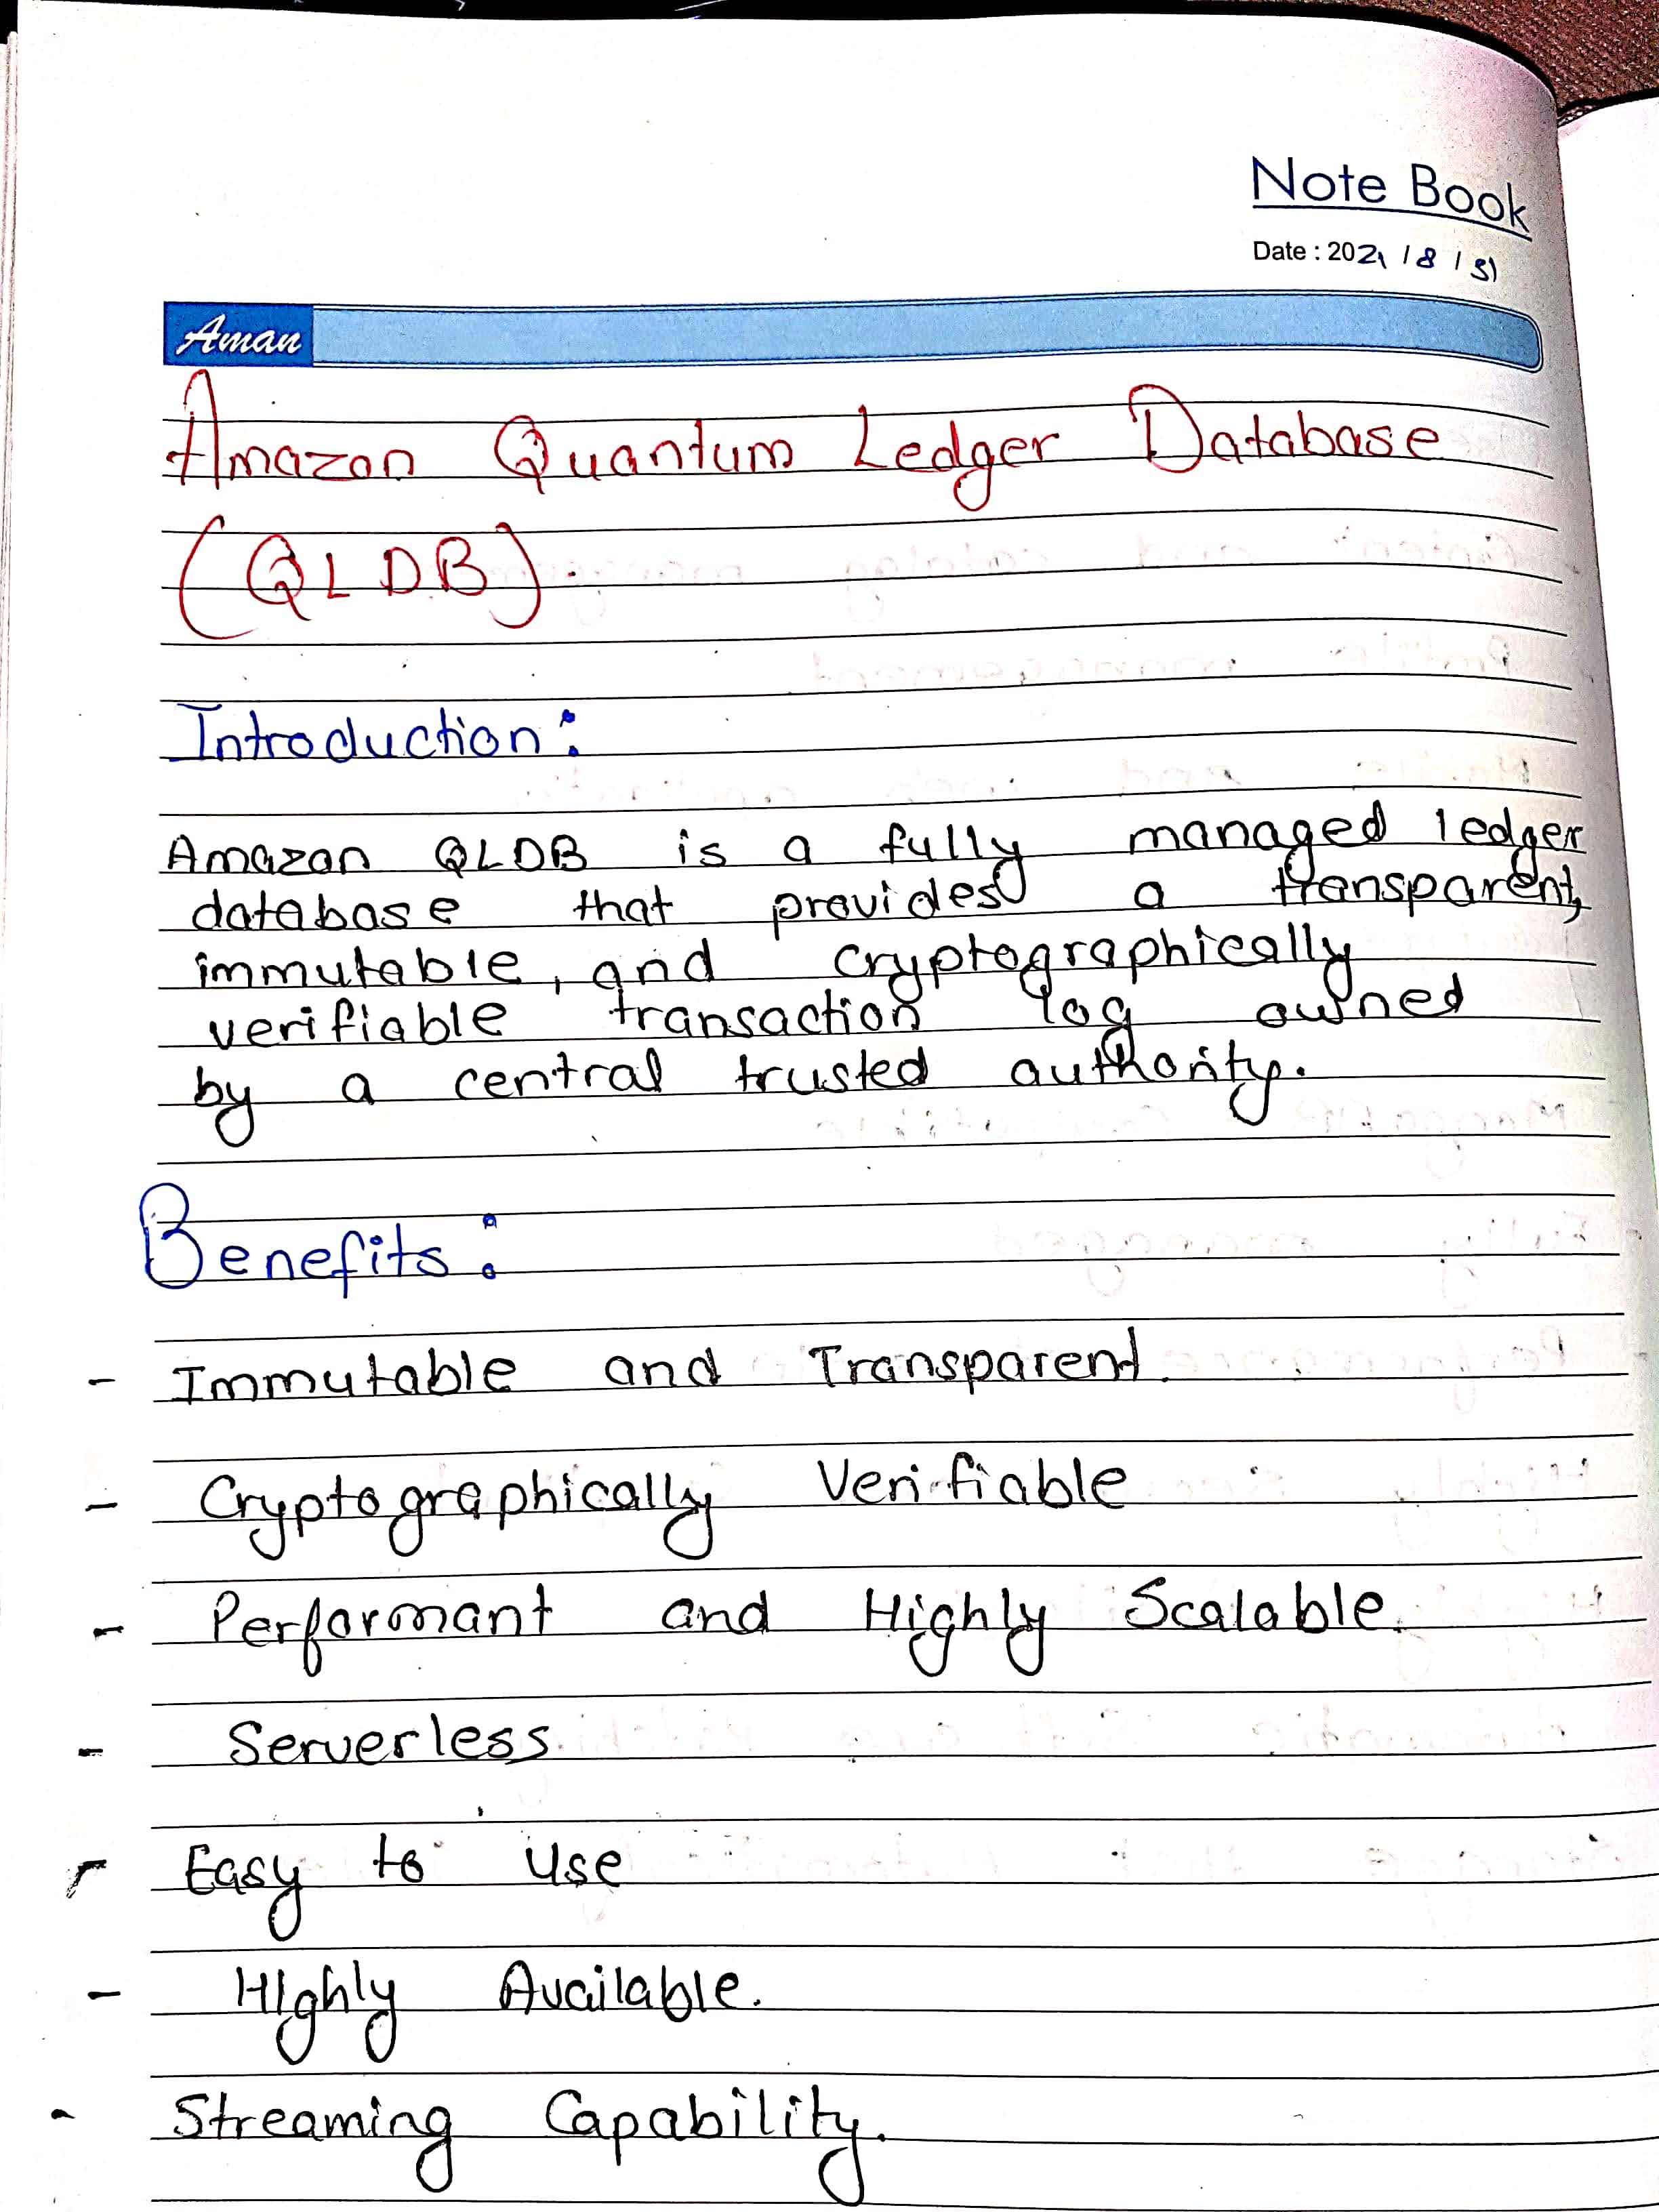 Note Book
Date : 2021 / 8 / 31
Aman
Amazon Quantum Ledger Database
(QLDB).
Introduction:
Amazon QLDB is a fully managed ledger
database that provides a transparent,
immutable, and cryptographically
verifiable transaction log owned
by a central trusted authority.
Benefits:
- Immutable and Transparent.
- Cryptographically Verifiable
- Performant and Highly Scalable.
- Serverless.
- Easy to Use
- Highly Available.
- Streaming Capability.